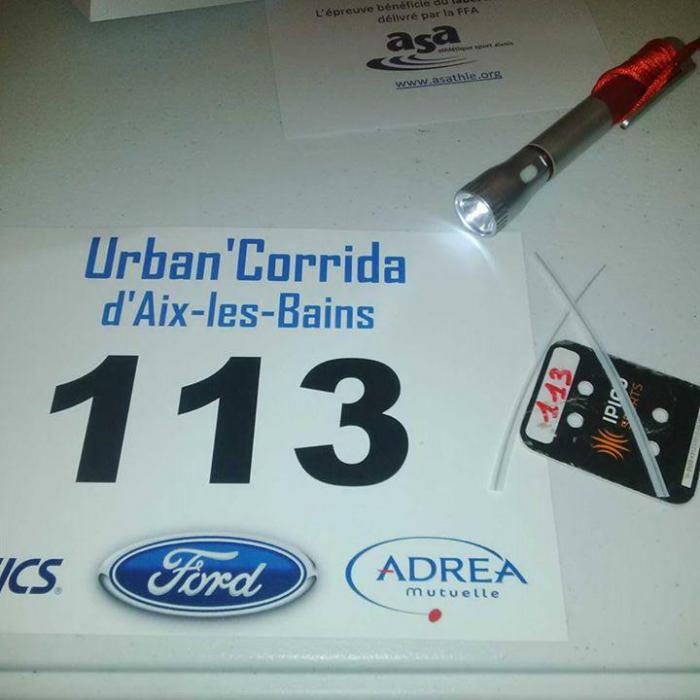 L'épreuve bénéficie du label
délivré par la FFA
asa
athlétique sport aixois
www.asathle.org
Urban'Corrida
d'Aix-les-Bains
113
ICS
Ford
ADREA
Mutuelle
113
IPico
SPORTS